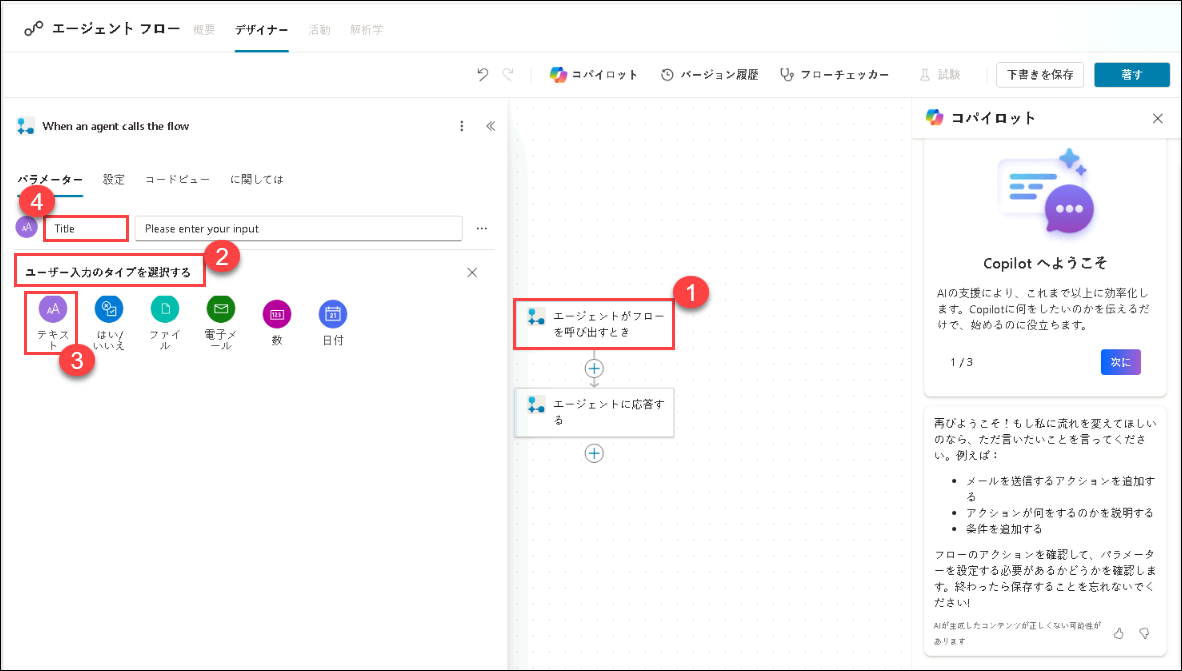 エージェント フロー 概要 デザイナー 活動 解析学
コパイロット バージョン履歴 フローチェッカー 試験 下書きを保存 著す
When an agent calls the flow
パラメーター 設定 コードビュー に関しては
4
AA Title Please enter your input
2
ユーザー入力のタイプを選択する
AA
テキス
ト
3
はい/
いいえ
ファイ
ル
電子メ
ール
123
数
21
日付
1
エージェントがフロー
を呼び出すとき
エージェントに応答す
る
コパイロット
Copilot へようこそ
AIの支援により、これまで以上に効率化し
ます。Copilotに何をしたいのかを伝えるだ
けで、始めるのに役立ちます。
1 / 3 次に
再びようこそ！もし私に流れを変えてほしい
のなら、ただ言いたいことを言ってくださ
い。例えば：
• メールを送信するアクションを追加す
る
• アクションが何をするのかを説明する
• 条件を追加する
フローのアクションを確認して、パラメータ
ーを設定する必要があるかどうかを確認しま
す。終わったら保存することを忘れないでく
ださい!
AIが生成したコンテンツが正しくない可能性が
あります